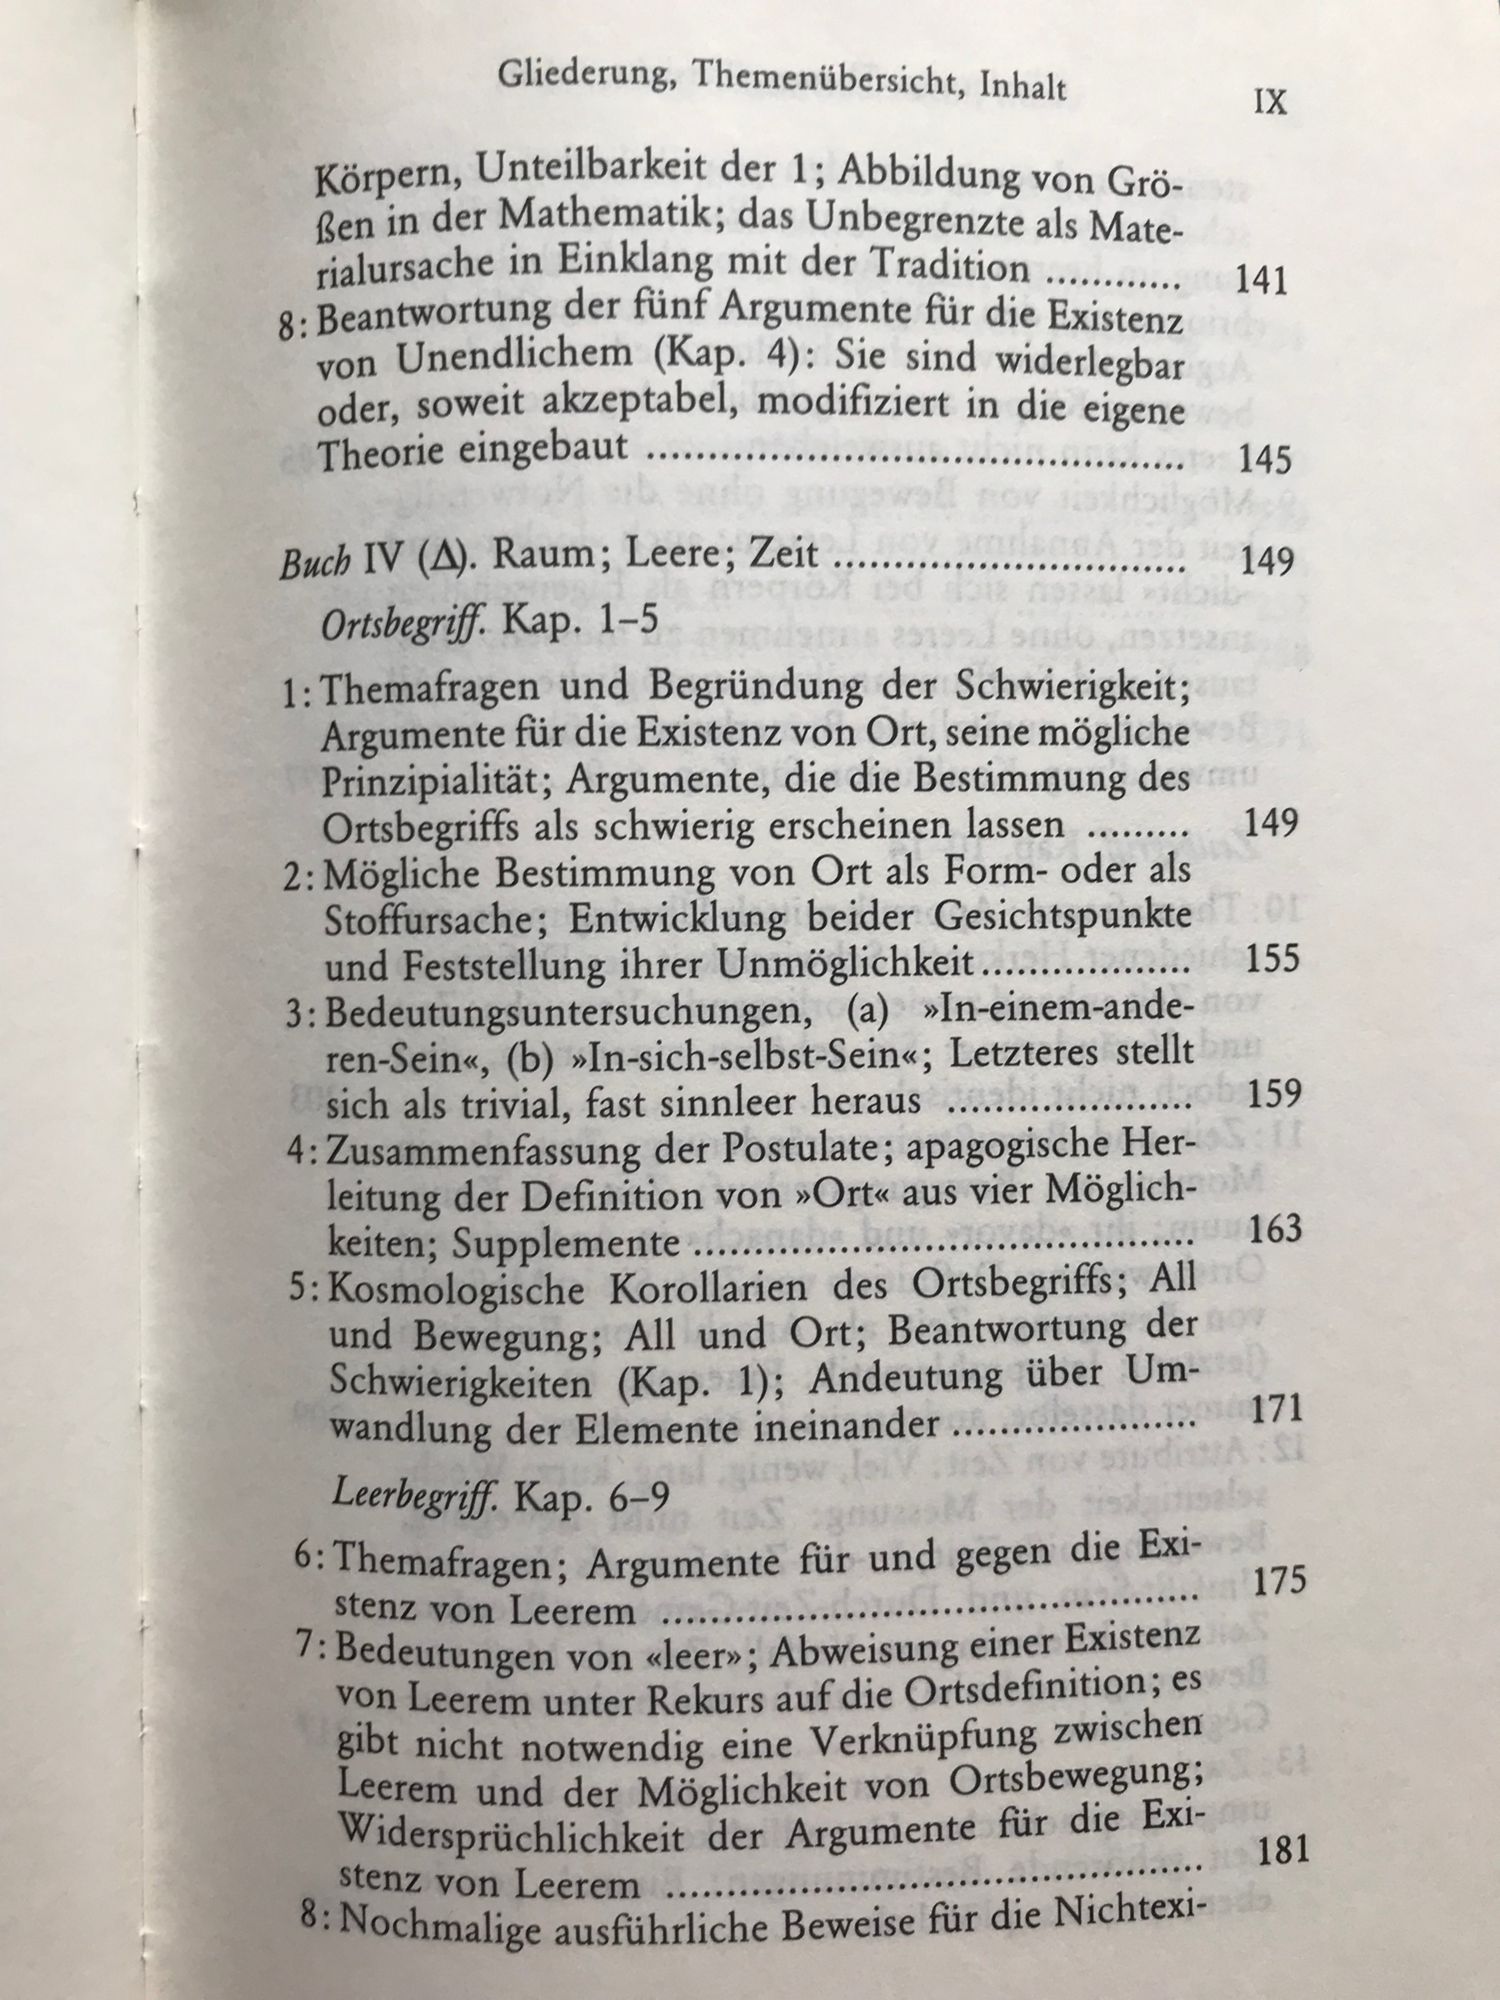 Gliederung, Themenübersicht, Inhalt IX
Körpern, Unteilbarkeit der 1; Abbildung von Grö-
ßen in der Mathematik; das Unbegrenzte als Mate-
rialursache in Einklang mit der Tradition ............ 141
8: Beantwortung der fünf Argumente für die Existenz
von Unendlichem (Kap. 4): Sie sind widerlegbar
oder, soweit akzeptabel, modifiziert in die eigene
Theorie eingebaut ............................................ 145
Buch IV (Δ). Raum; Leere; Zeit ............................. 149
Ortsbegriff. Kap. 1–5
1: Themafragen und Begründung der Schwierigkeit;
Argumente für die Existenz von Ort, seine mögliche
Prinzipialität; Argumente, die die Bestimmung des
Ortsbegriffs als schwierig erscheinen lassen ......... 149
2: Mögliche Bestimmung von Ort als Form- oder als
Stoffursache; Entwicklung beider Gesichtspunkte
und Feststellung ihrer Unmöglichkeit.................. 155
3: Bedeutungsuntersuchungen, (a) »In-einem-ande-
ren-Sein«, (b) »In-sich-selbst-Sein«; Letzteres stellt
sich als trivial, fast sinnleer heraus ..................... 159
4: Zusammenfassung der Postulate; apagogische Her-
leitung der Definition von »Ort« aus vier Möglich-
keiten; Supplemente .......................................... 163
5: Kosmologische Korollarien des Ortsbegriffs; All
und Bewegung; All und Ort; Beantwortung der
Schwierigkeiten (Kap. 1); Andeutung über Um-
wandlung der Elemente ineinander ..................... 171
Leerbegriff. Kap. 6–9
6: Themafragen; Argumente für und gegen die Exi-
stenz von Leerem .............................................. 175
7: Bedeutungen von «leer»; Abweisung einer Existenz
von Leerem unter Rekurs auf die Ortsdefinition; es
gibt nicht notwendig eine Verknüpfung zwischen
Leerem und der Möglichkeit von Ortsbewegung;
Widersprüchlichkeit der Argumente für die Exi-
stenz von Leerem .............................................. 181
8: Nochmalige ausführliche Beweise für die Nichtexi-